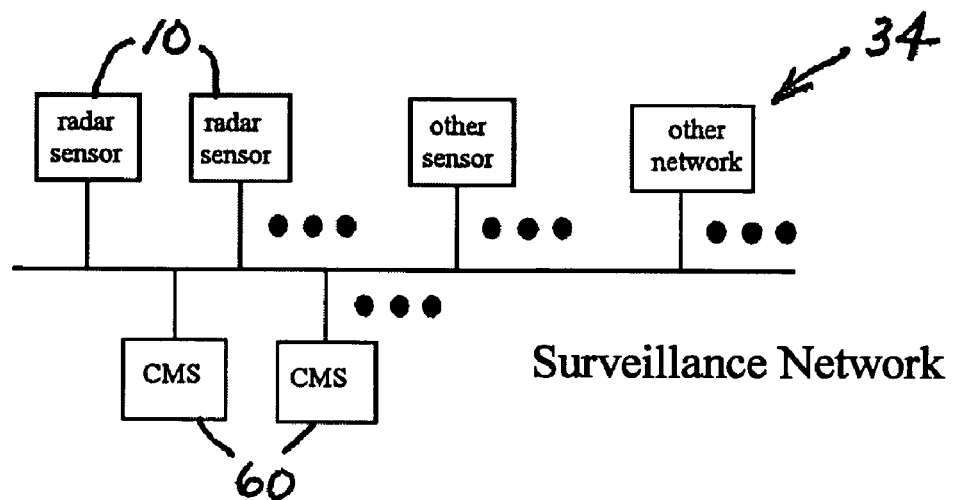 10
34
radar
sensor
radar
sensor
other
sensor
other
network
CMS
CMS
Surveillance Network
60